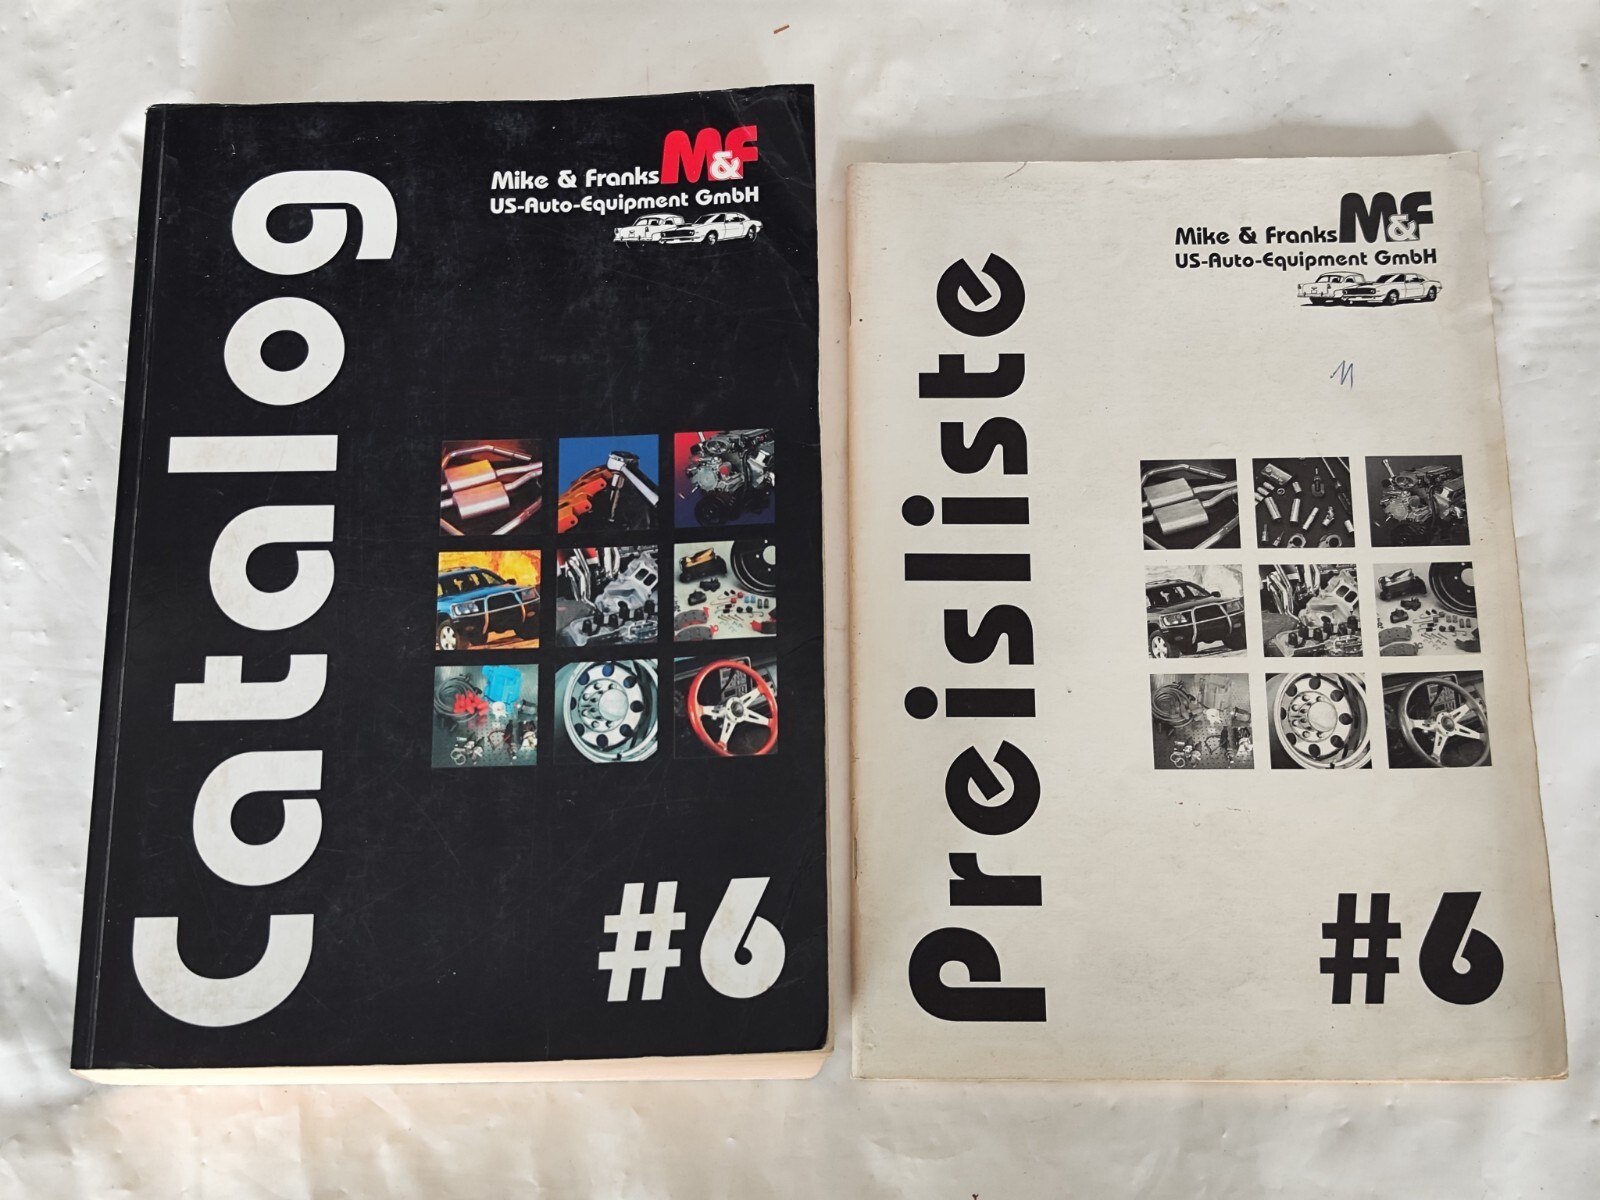 Catalog
Mike & Franks M&F
US-Auto-Equipment GmbH
#6
Preisliste
Mike & Franks M&F
US-Auto-Equipment GmbH
#6